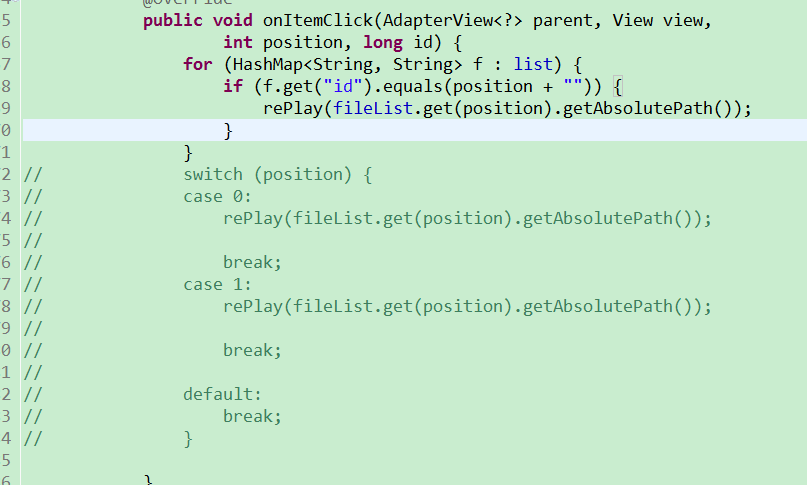 @Override
5 public void onItemClick(AdapterView<?> parent, View view,
6 int position, long id) {
7 for (HashMap<String, String> f : list) {
8 if (f.get("id").equals(position + "")) {
9 rePlay(fileList.get(position).getAbsolutePath());
0 }
1 }
2 // switch (position) {
3 // case 0:
4 // rePlay(fileList.get(position).getAbsolutePath());
5 //
6 // break;
7 // case 1:
8 // rePlay(fileList.get(position).getAbsolutePath());
9 //
0 // break;
1 //
2 // default:
3 // break;
4 // }
5
6 }